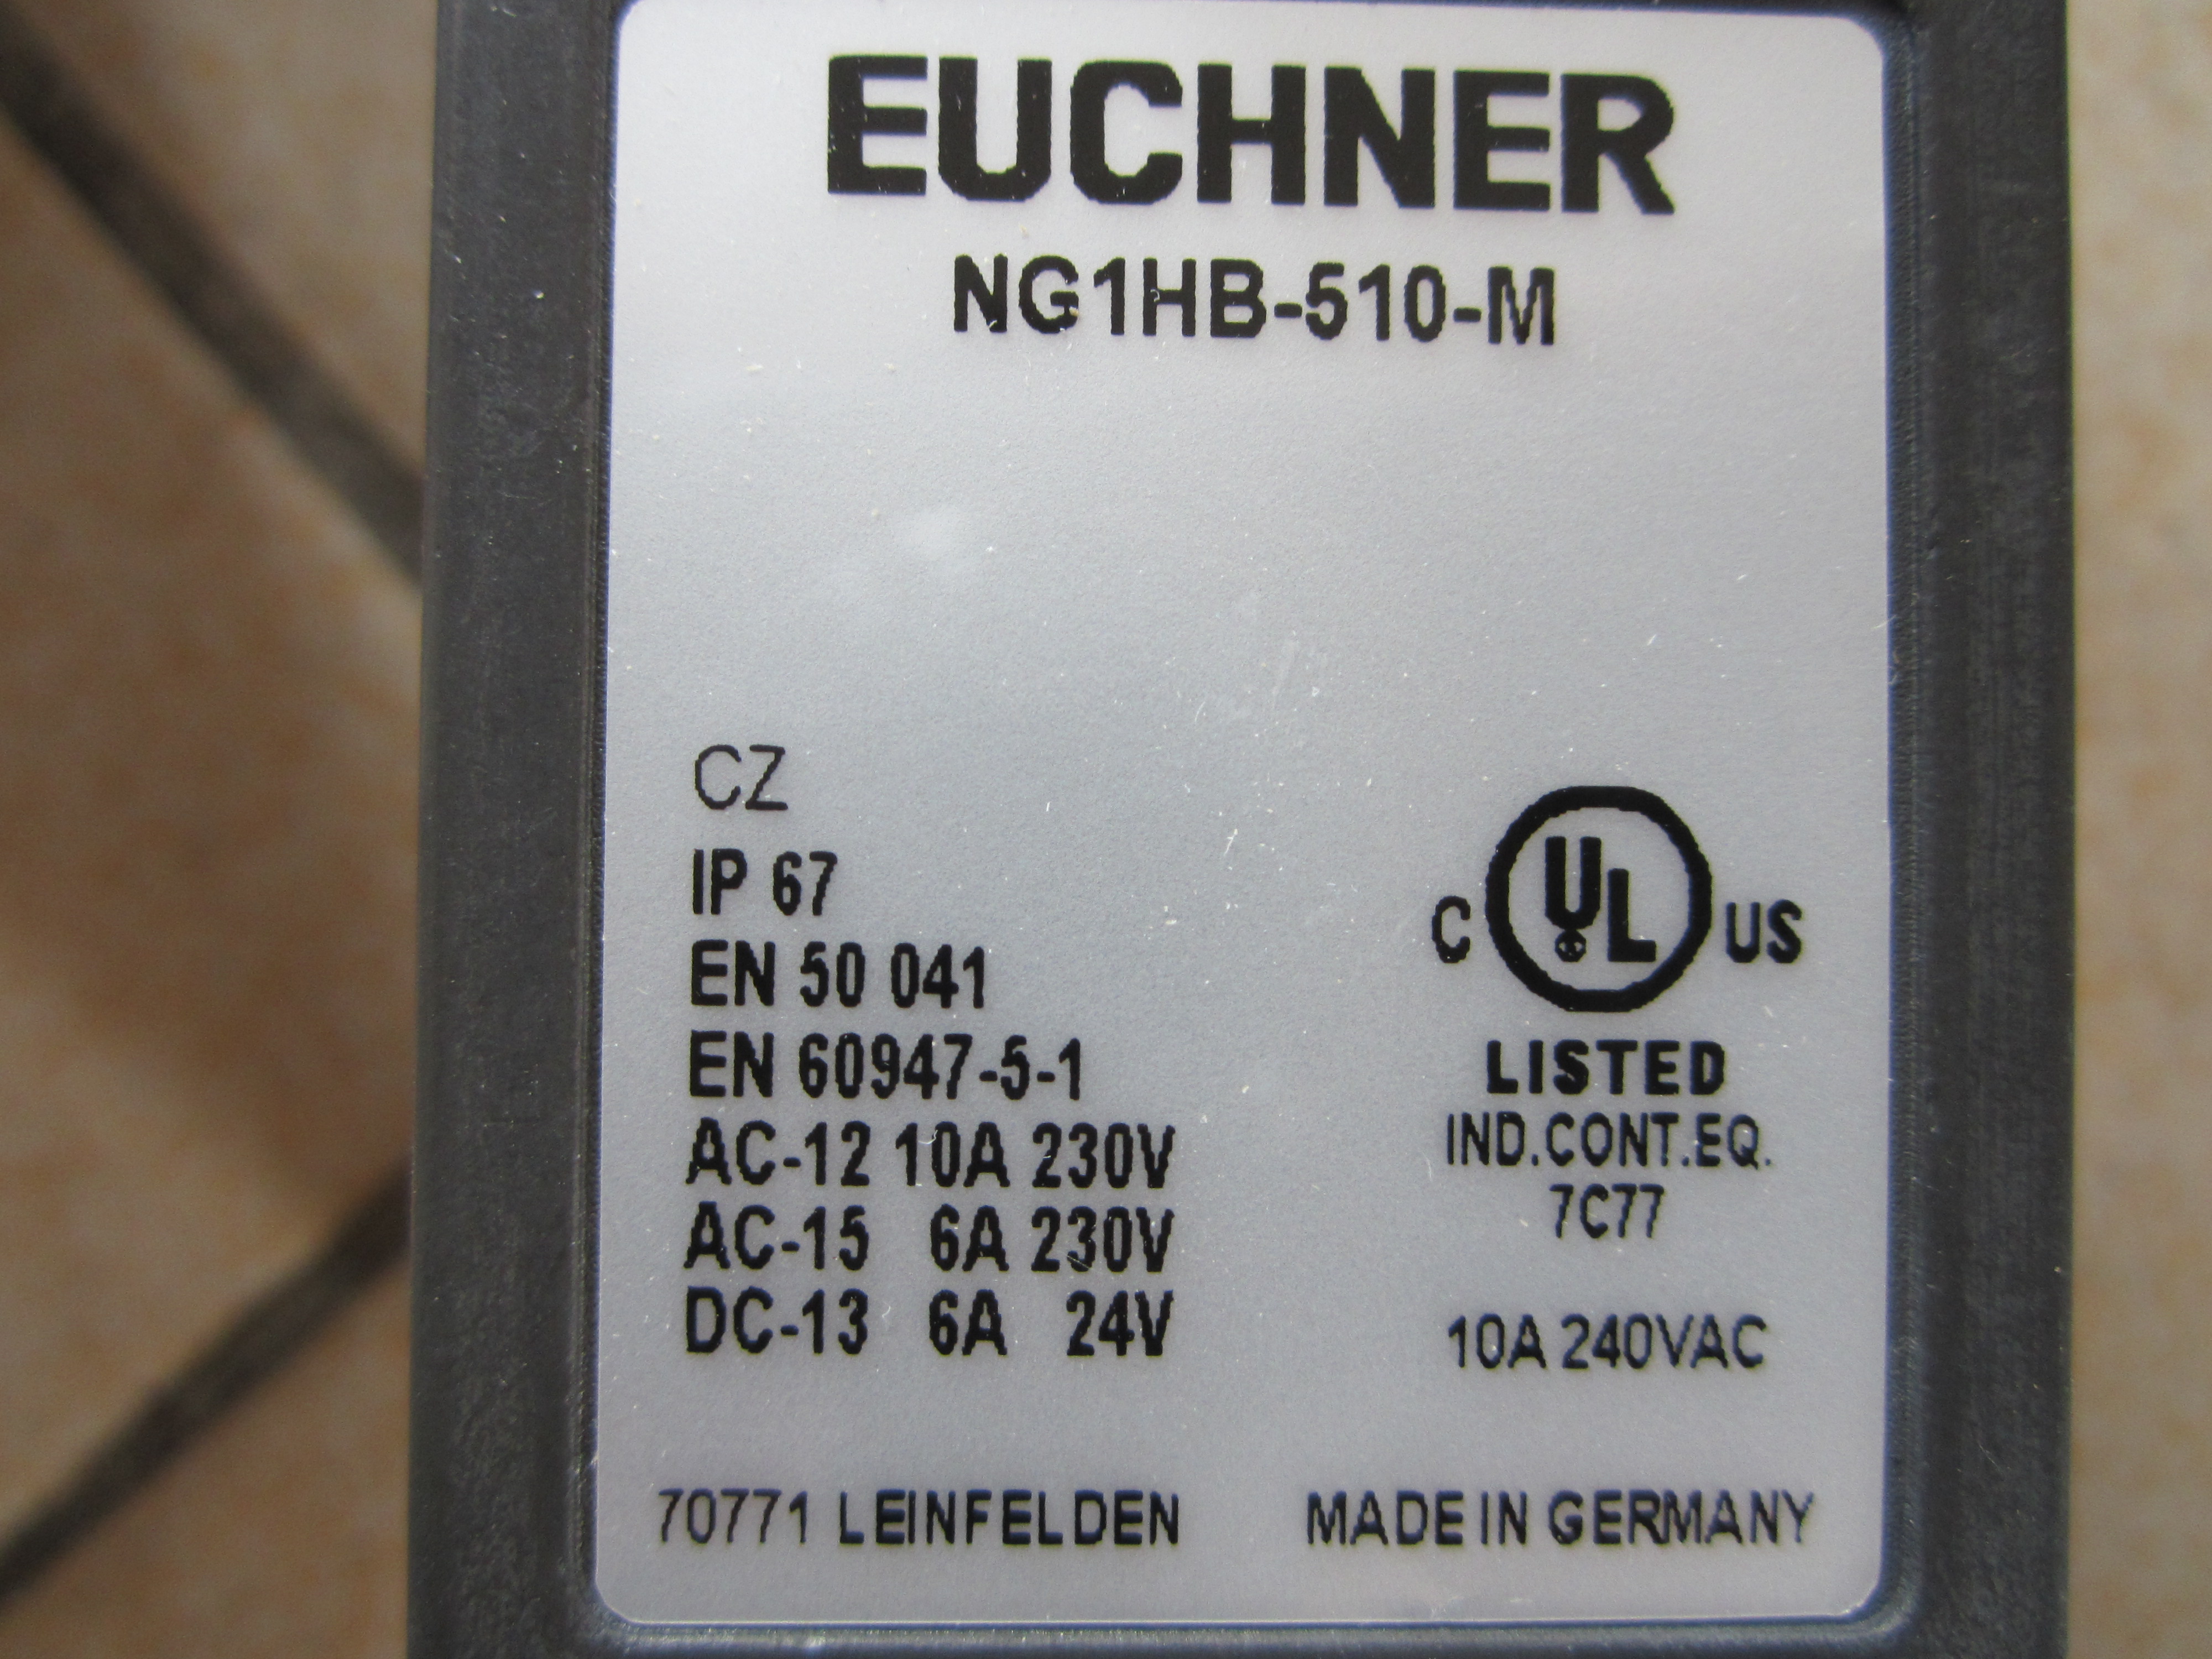 EUCHNER
NG1HB-510-M
CZ
IP 67
EN 50 041
EN 60947-5-1
AC-12 10A 230V
AC-15 6A 230V
DC-13 6A 24V
C UL US
LISTED
IND.CONT.EQ.
7C77
10A 240VAC
70771 LEINFELDEN
MADE IN GERMANY